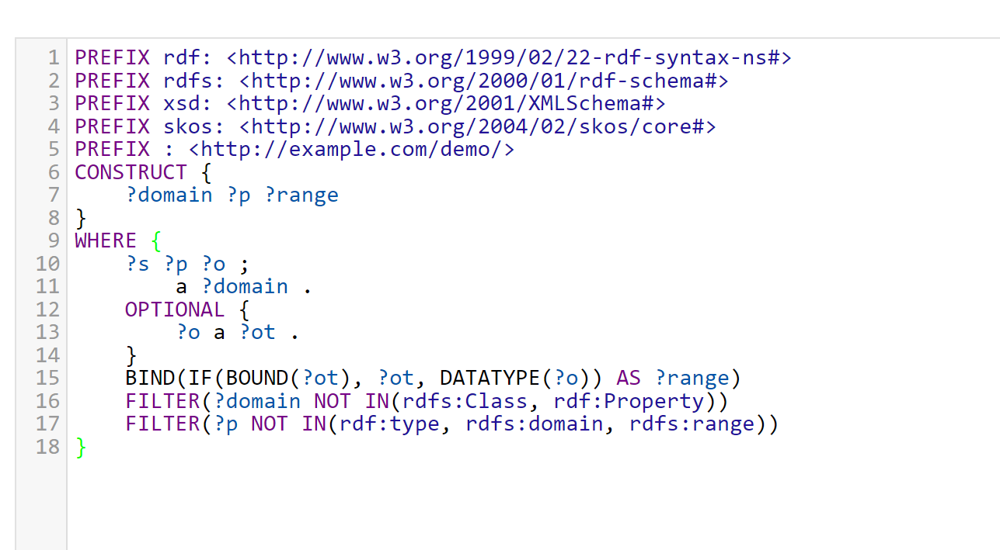 1 PREFIX rdf: <http://www.w3.org/1999/02/22-rdf-syntax-ns#>
2 PREFIX rdfs: <http://www.w3.org/2000/01/rdf-schema#>
3 PREFIX xsd: <http://www.w3.org/2001/XMLSchema#>
4 PREFIX skos: <http://www.w3.org/2004/02/skos/core#>
5 PREFIX : <http://example.com/demo/>
6 CONSTRUCT {
7     ?domain ?p ?range
8 }
9 WHERE {
10     ?s ?p ?o ;
11         a ?domain .
12     OPTIONAL {
13         ?o a ?ot .
14     }
15     BIND(IF(BOUND(?ot), ?ot, DATATYPE(?o)) AS ?range)
16     FILTER(?domain NOT IN(rdfs:Class, rdf:Property))
17     FILTER(?p NOT IN(rdf:type, rdfs:domain, rdfs:range))
18 }